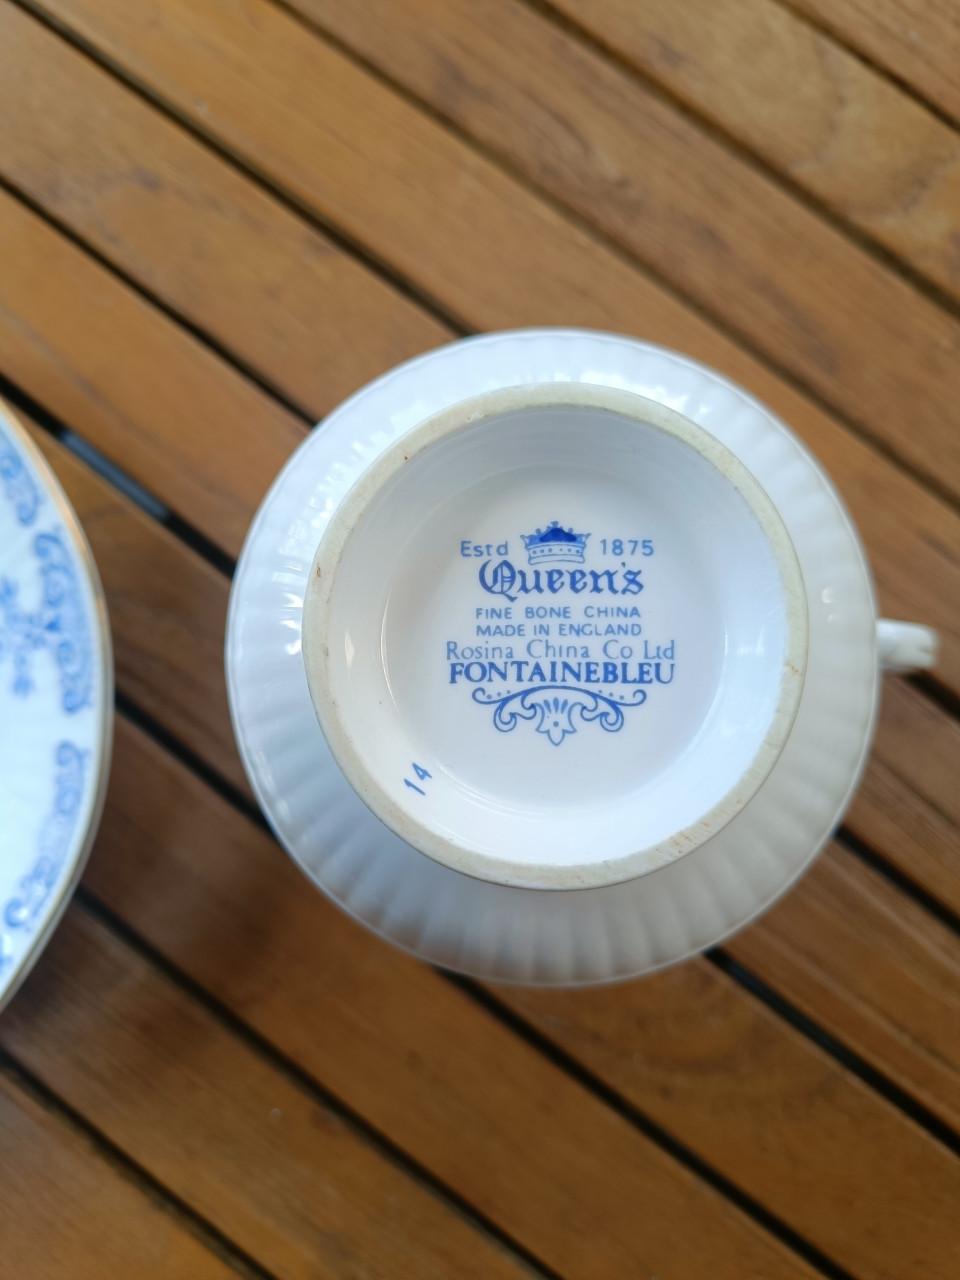 Estd 1875
Queen's
FINE BONE CHINA
MADE IN ENGLAND
Rosina China Co Ltd
FONTAINEBLEU
14